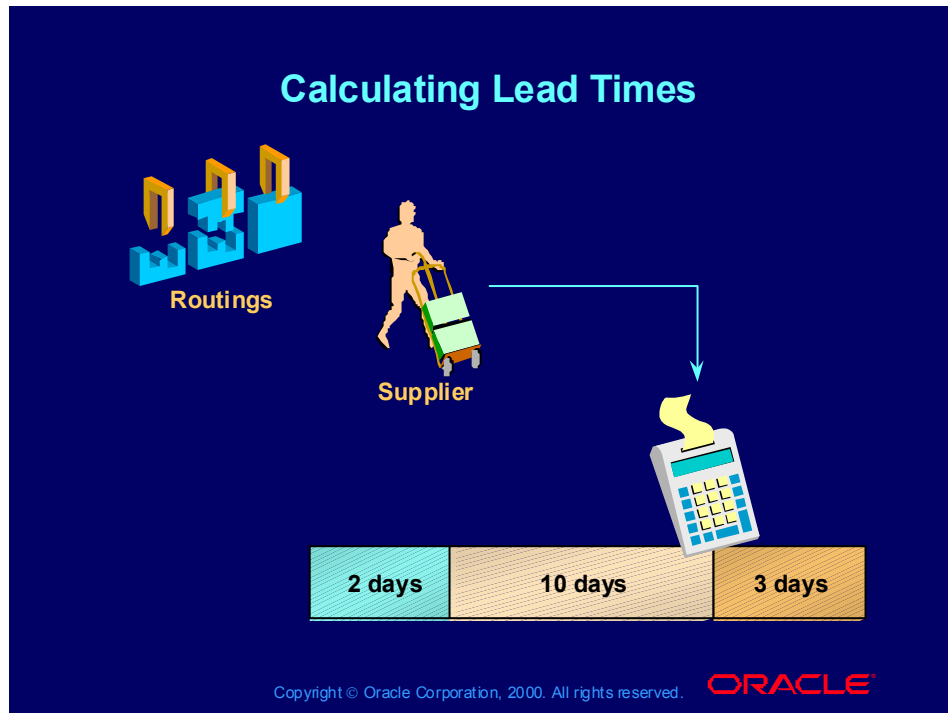 Calculating Lead Times
Routings
Supplier
2 days 10 days 3 days
Copyright © Oracle Corporation, 2000. All rights reserved. ORACLE®